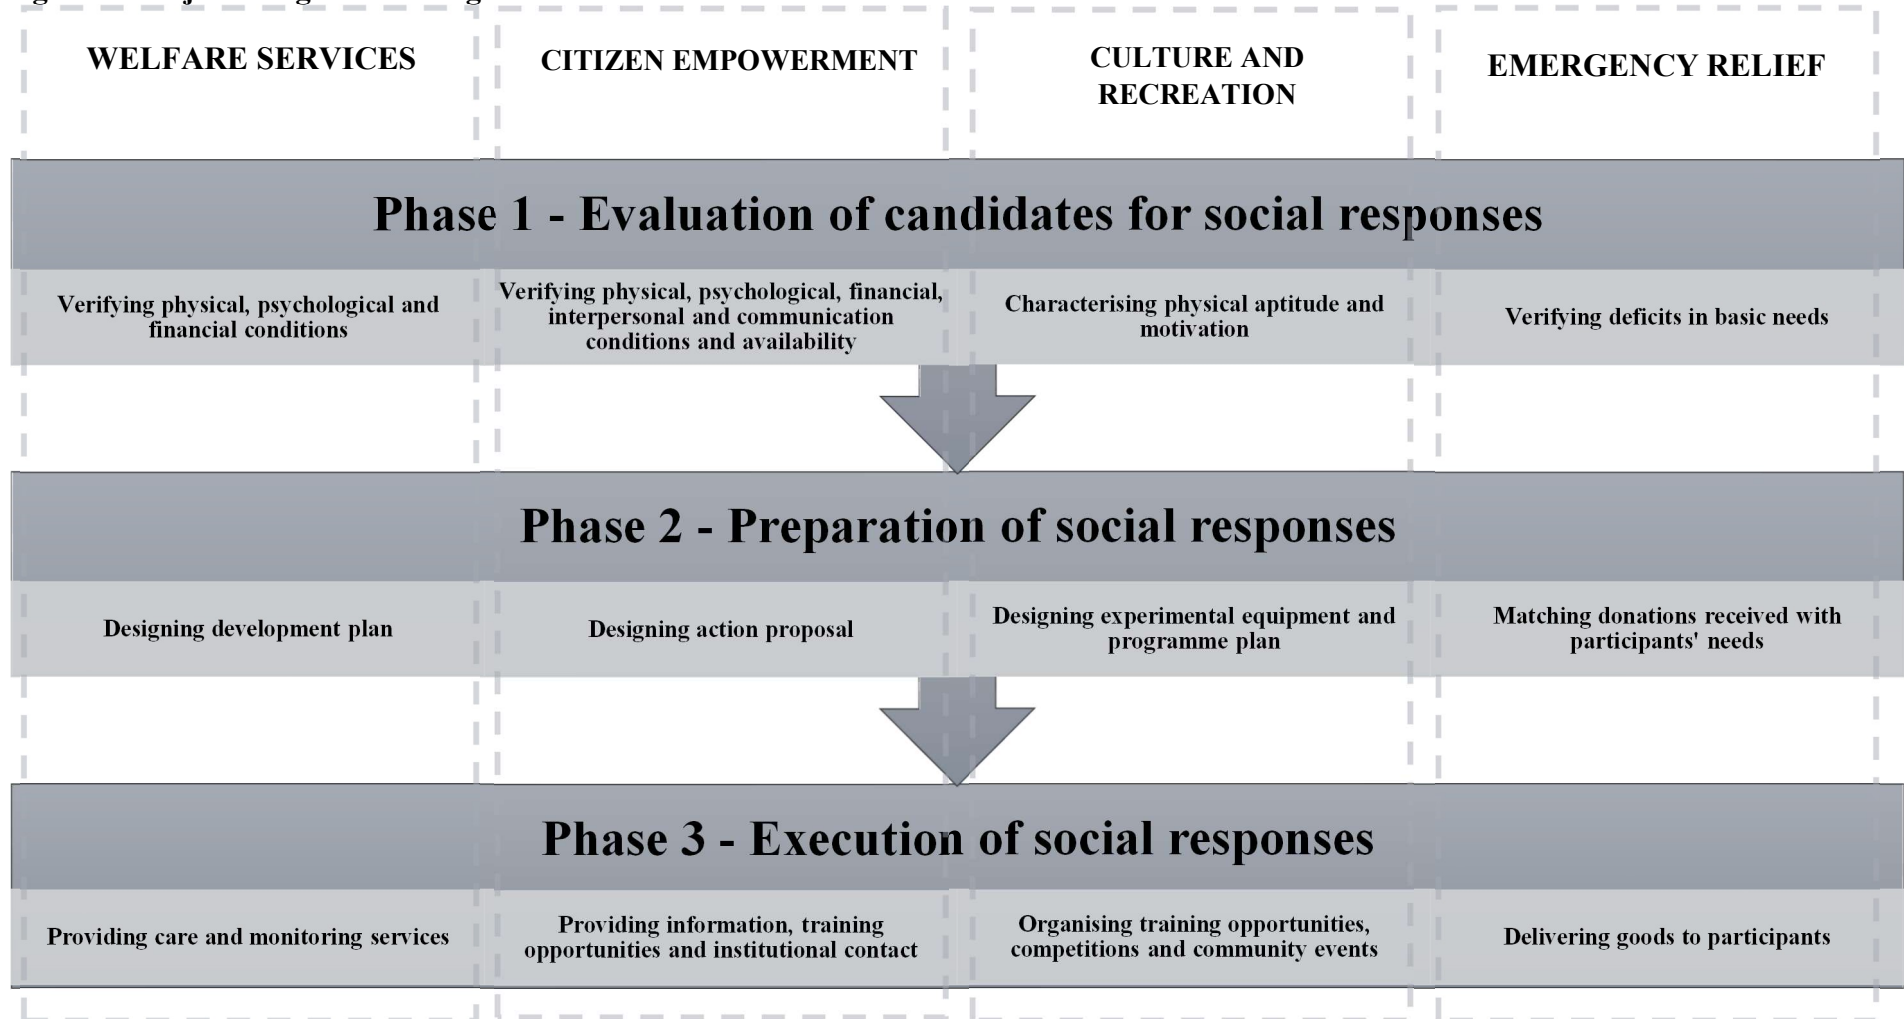 WELFARE SERVICES
CITIZEN EMPOWERMENT
CULTURE AND
RECREATION
EMERGENCY RELIEF
Phase 1 - Evaluation of candidates for social responses
Verifying physical, psychological and
financial conditions
Verifying physical, psychological, financial,
interpersonal and communication
conditions and availability
Characterising physical aptitude and
motivation
Verifying deficits in basic needs
Phase 2 - Preparation of social responses
Designing development plan
Designing action proposal
Designing experimental equipment and
programme plan
Matching donations received with
participants' needs
Phase 3 - Execution of social responses
Providing care and monitoring services
Providing information, training
opportunities and institutional contact
Organising training opportunities,
competitions and community events
Delivering goods to participants